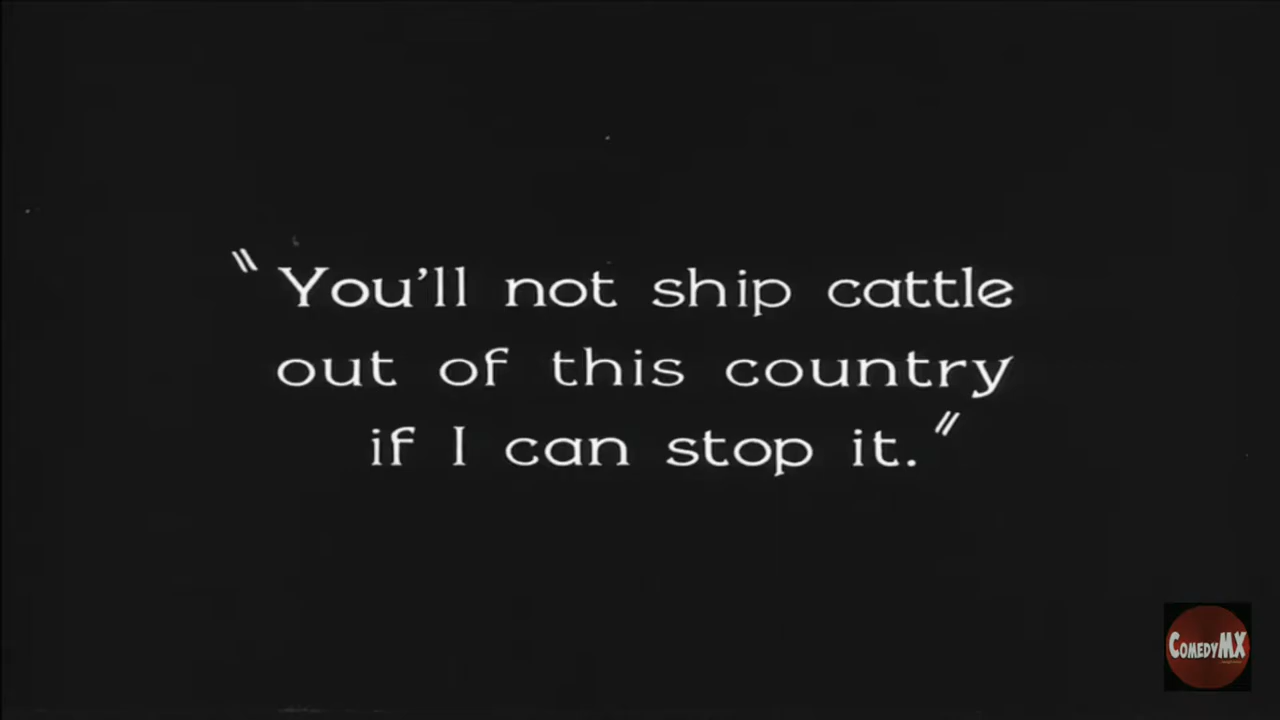 "You'll not ship cattle
out of this country
if I can stop it."
COMEDYMX